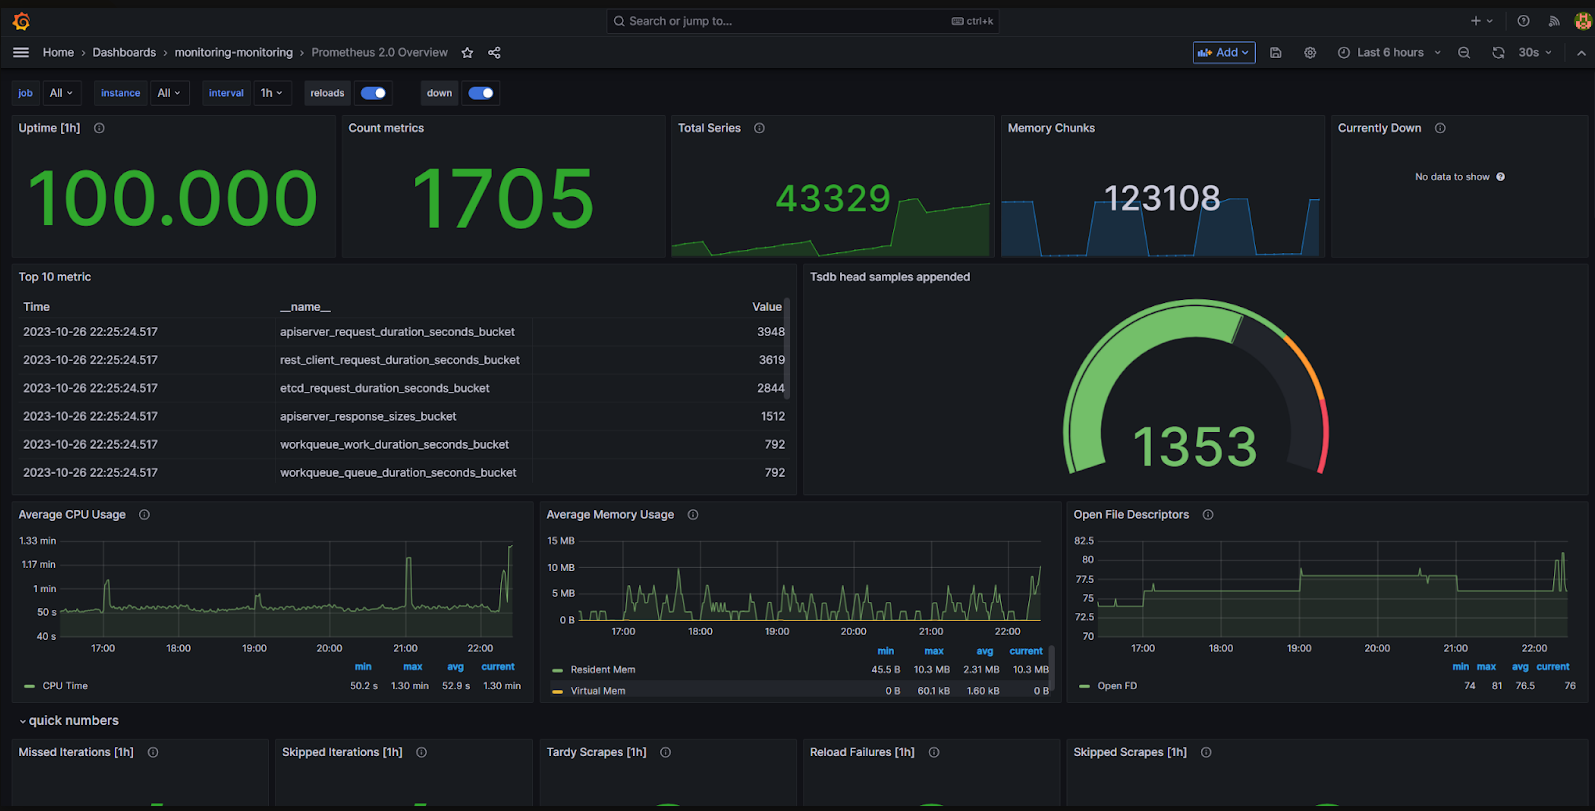 Search or jump to... ctrl+k
Home › Dashboards › monitoring-monitoring › Prometheus 2.0 Overview Add Last 6 hours 30s
job All instance All interval 1h reloads down
Uptime [1h] Count metrics Total Series Memory Chunks Currently Down
100.000 1705 43329 123108 No data to show
Top 10 metric Tsdb head samples appended
Time __name__ Value
2023-10-26 22:25:24.517 apiserver_request_duration_seconds_bucket 3948
2023-10-26 22:25:24.517 rest_client_request_duration_seconds_bucket 3619
2023-10-26 22:25:24.517 etcd_request_duration_seconds_bucket 2844
2023-10-26 22:25:24.517 apiserver_response_sizes_bucket 1512
2023-10-26 22:25:24.517 workqueue_work_duration_seconds_bucket 792
2023-10-26 22:25:24.517 workqueue_queue_duration_seconds_bucket 792
1353
Average CPU Usage
1.33 min
1.17 min
1 min
50 s
40 s
17:00 18:00 19:00 20:00 21:00 22:00
min max avg current
CPU Time 50.2 s 1.30 min 52.9 s 1.30 min
Average Memory Usage
15 MB
10 MB
5 MB
0 B
17:00 18:00 19:00 20:00 21:00 22:00
min max avg current
Resident Mem 45.5 B 10.3 MB 2.31 MB 10.3 MB
Virtual Mem 0 B 60.1 kB 1.60 kB 0 B
Open File Descriptors
82.5
80
77.5
75
72.5
70
17:00 18:00 19:00 20:00 21:00 22:00
min max avg current
Open FD 74 81 76.5 76
quick numbers
Missed Iterations [1h] Skipped Iterations [1h] Tardy Scrapes [1h] Reload Failures [1h] Skipped Scrapes [1h]